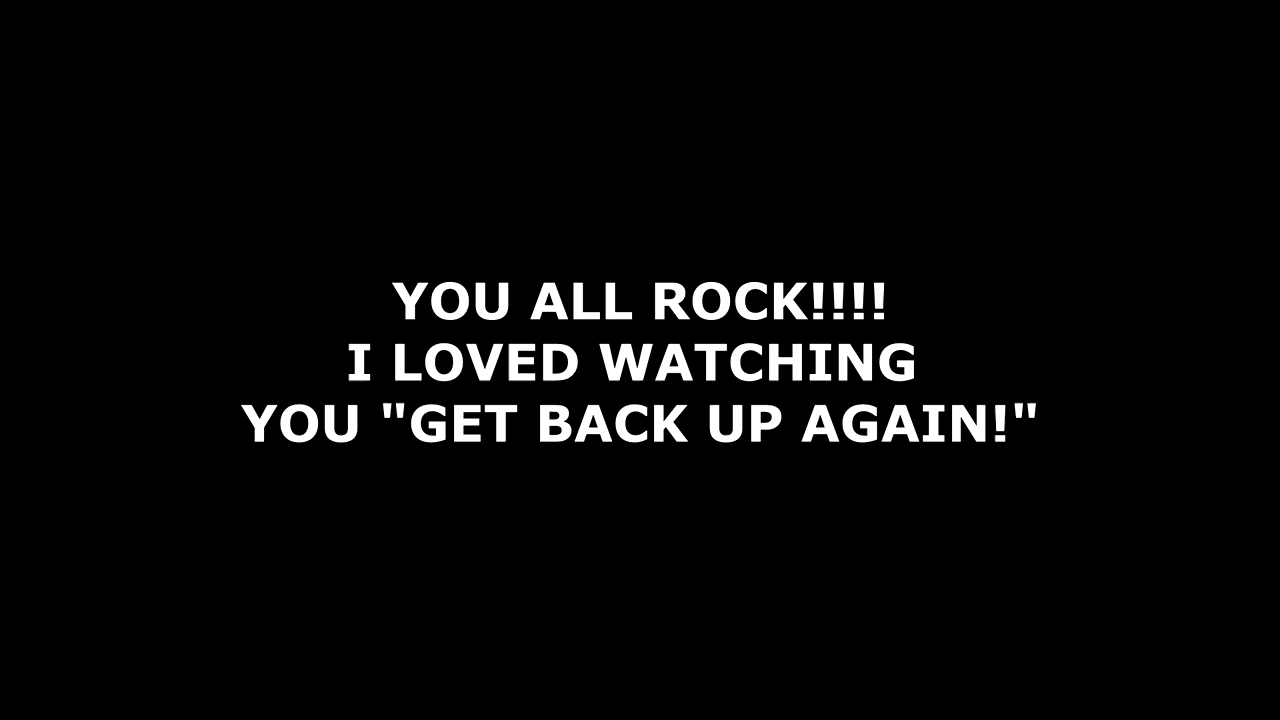 YOU ALL ROCK!!!!
I LOVED WATCHING
YOU "GET BACK UP AGAIN!"